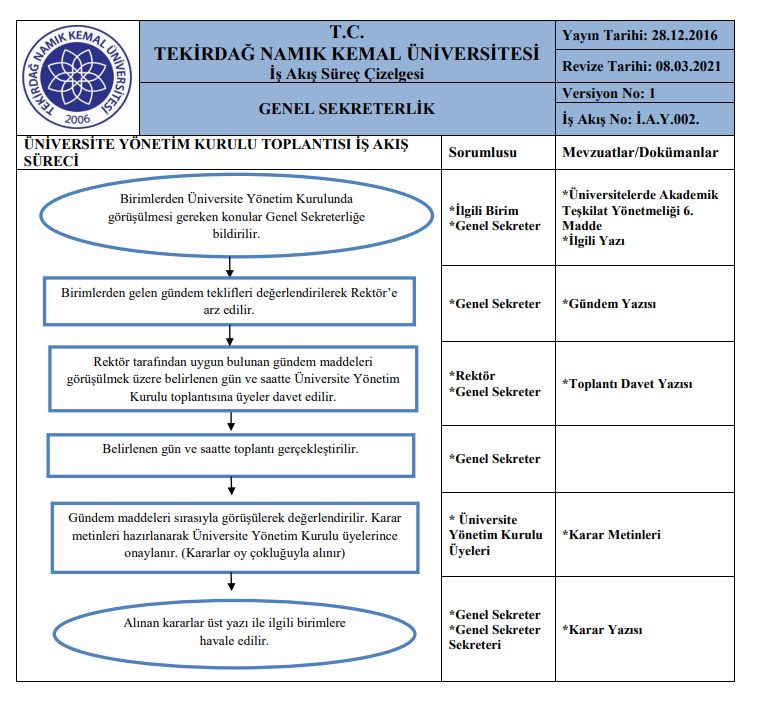 TEKİRDAĞ NAMIK KEMAL ÜNİVERSİTESİ
2006
T.C.
TEKİRDAĞ NAMIK KEMAL ÜNİVERSİTESİ
İş Akış Süreç Çizelgesi
GENEL SEKRETERLİK
Yayın Tarihi: 28.12.2016
Revize Tarihi: 08.03.2021
Versiyon No: 1
İş Akış No: İ.A.Y.002.
ÜNİVERSİTE YÖNETİM KURULU TOPLANTISI İŞ AKIŞ
SÜRECİ
Sorumlusu
Mevzuatlar/Dokümanlar
Birimlerden Üniversite Yönetim Kurulunda
görüşülmesi gereken konular Genel Sekreterliğe
bildirilir.
*İlgili Birim
*Genel Sekreter
*Üniversitelerde Akademik
Teşkilat Yönetmeliği 6.
Madde
*İlgili Yazı
Birimlerden gelen gündem teklifleri değerlendirilerek Rektör’e
arz edilir.
*Genel Sekreter
*Gündem Yazısı
Rektör tarafından uygun bulunan gündem maddeleri
görüşülmek üzere belirlenen gün ve saatte Üniversite Yönetim
Kurulu toplantısına üyeler davet edilir.
*Rektör
*Genel Sekreter
*Toplantı Davet Yazısı
Belirlenen gün ve saatte toplantı gerçekleştirilir.
*Genel Sekreter
Gündem maddeleri sırasıyla görüşülerek değerlendirilir. Karar
metinleri hazırlanarak Üniversite Yönetim Kurulu üyelerince
onaylanır. (Kararlar oy çokluğuyla alınır)
* Üniversite
Yönetim Kurulu
Üyeleri
*Karar Metinleri
Alınan kararlar üst yazı ile ilgili birimlere
havale edilir.
*Genel Sekreter
*Genel Sekreter
Sekreteri
*Karar Yazısı